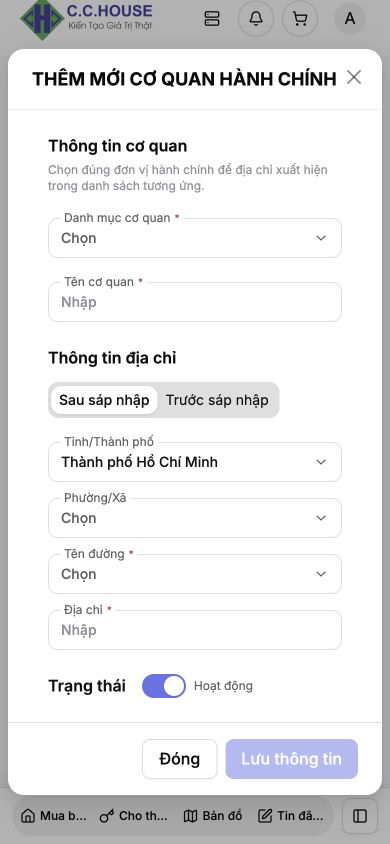 C.C.HOUSE
Kiến Tạo Giá Trị Thật
A
THÊM MỚI CƠ QUAN HÀNH CHÍNH
Thông tin cơ quan
Chọn đúng đơn vị hành chính để địa chỉ xuất hiện
trong danh sách tương ứng.
Danh mục cơ quan *
Chọn
Tên cơ quan *
Nhập
Thông tin địa chỉ
Sau sáp nhập Trước sáp nhập
Tỉnh/Thành phố
Thành phố Hồ Chí Minh
Phường/Xã
Chọn
Tên đường *
Chọn
Địa chỉ *
Nhập
Trạng thái Hoạt động
Đóng Lưu thông tin
Mua b... Cho th... Bản đồ Tin đă...